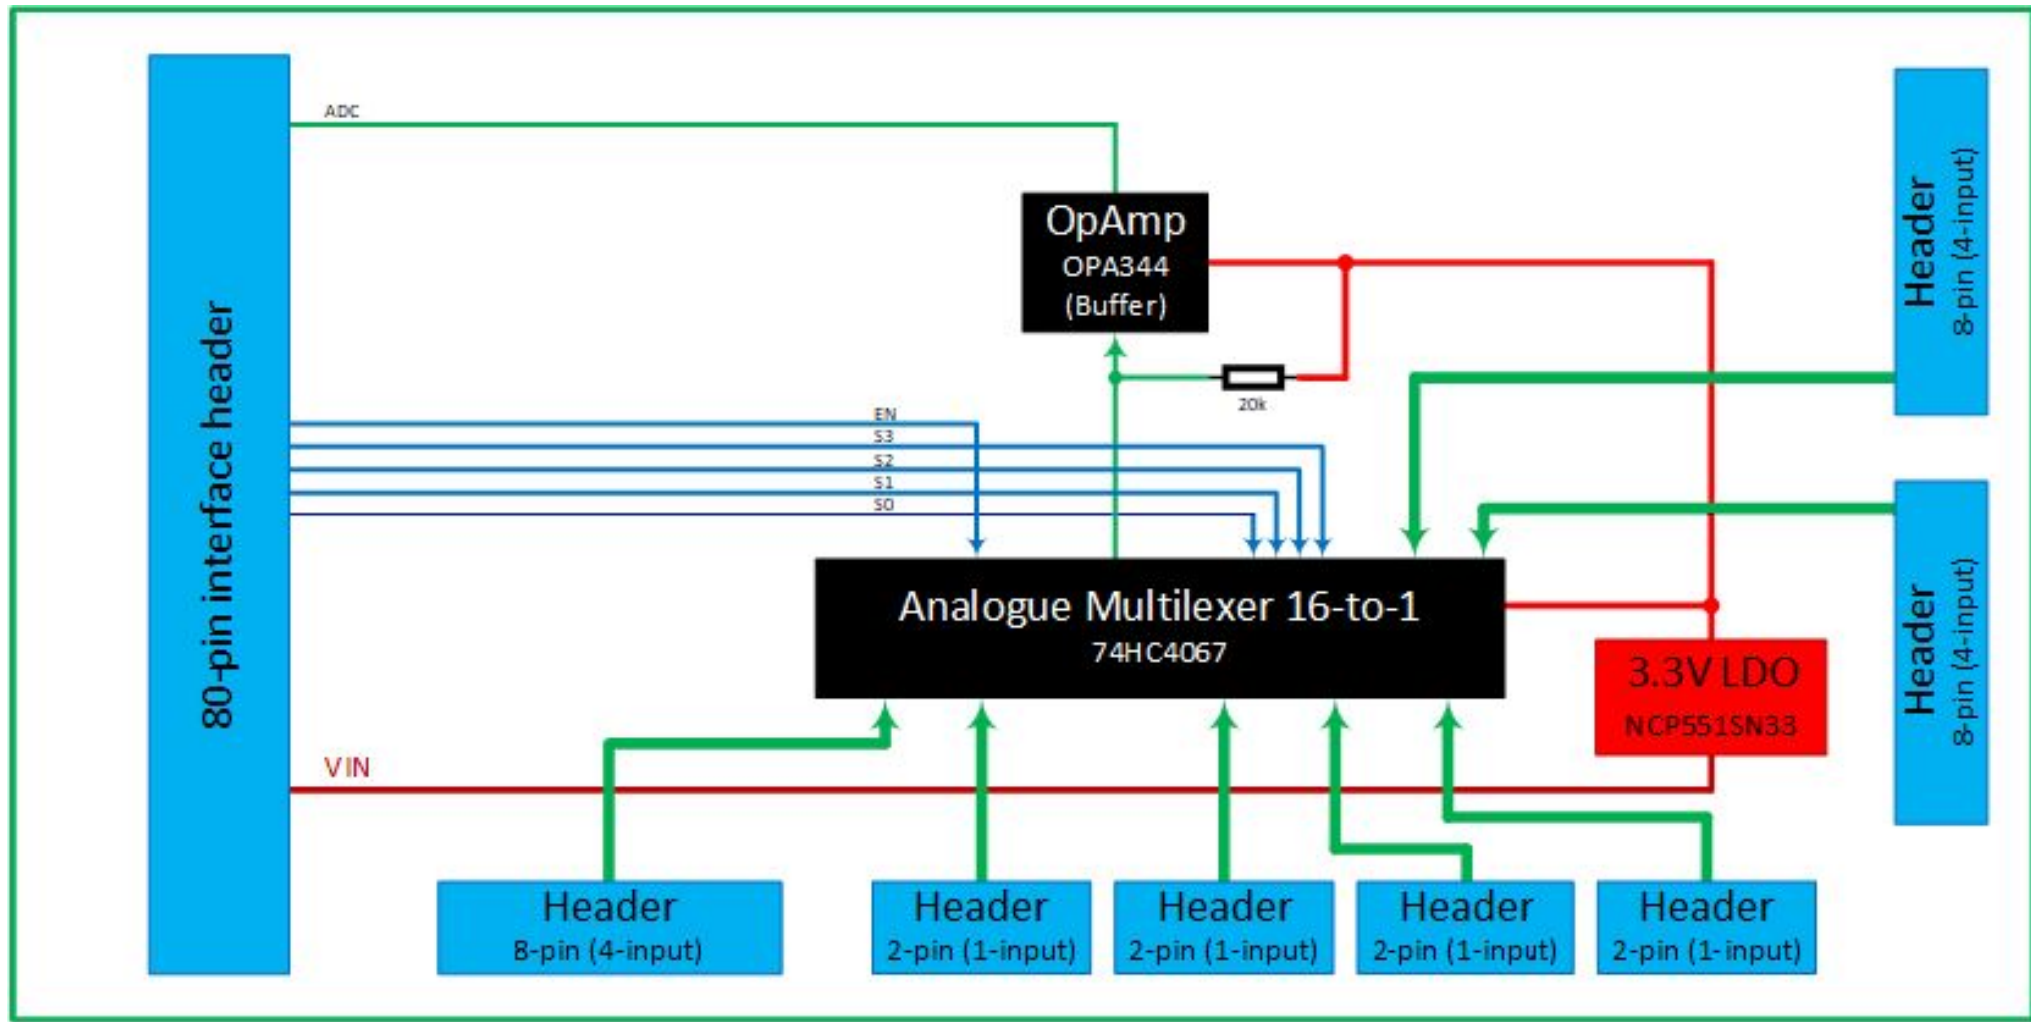 ADC
OpAmp
OPA344
(Buffer)
20k
EN
S3
S2
S1
S0
80-pin interface header
Header
8-pin (4-input)
Header
8-pin (4-input)
Analogue Multilexer 16-to-1
74HC4067
3.3V LDO
NCP551SN33
VIN
Header
8-pin (4-input)
Header
2-pin (1-input)
Header
2-pin (1-input)
Header
2-pin (1-input)
Header
2-pin (1-input)